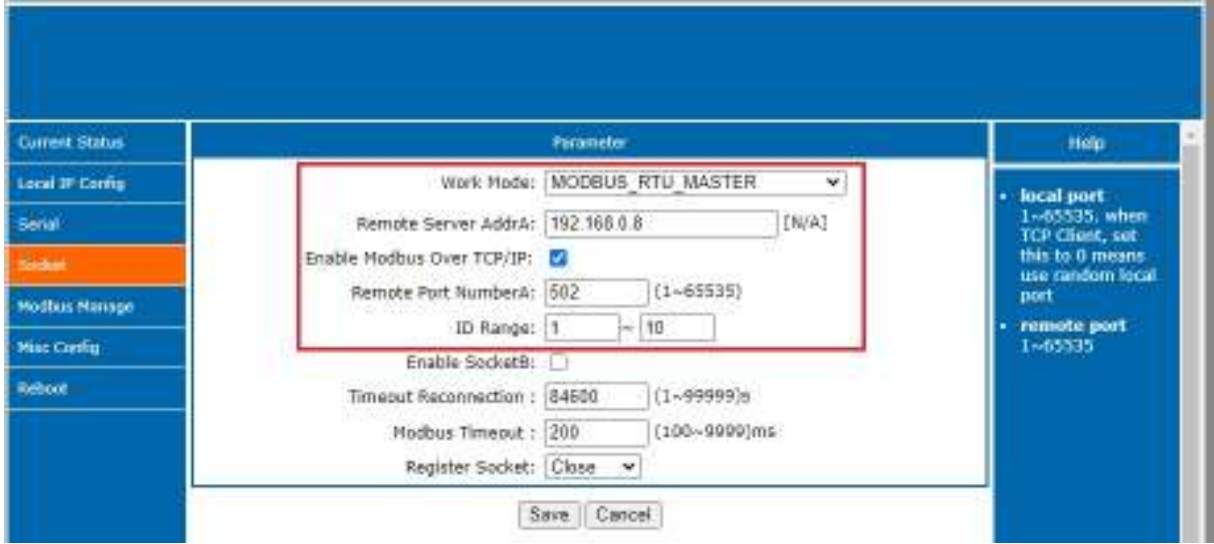 Current Status
Local IP Config
Serial
Socket
Modbus Manage
Misc Config
Reboot
Parameter
Work Mode: MODBUS_RTU_MASTER
Remote Server AddrA: 192.168.0.8 [N/A]
Enable Modbus Over TCP/IP:
Remote Port NumberA: 502 (1~65535)
ID Range: 1 ~ 10
Enable SocketB:
Timeout Reconnection : 84600 (1~99999)s
Modbus Timeout : 200 (100~9999)ms
Register Socket: Close
Save Cancel
Help
• local port
1~65535, when
TCP Client, set
this to 0 means
use random local
port
• remote port
1~65535